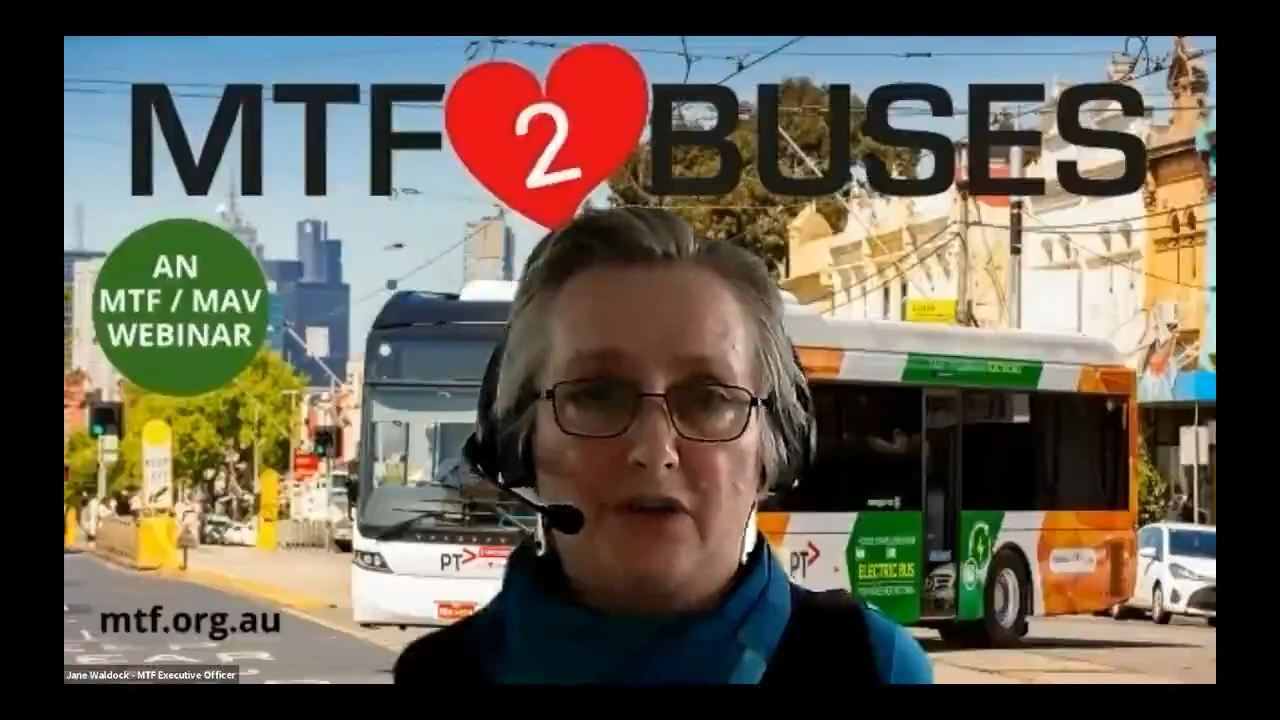 MTF 2 BUSES
AN
MTF / MAV
WEBINAR
PT>
PT>
ELECTRIC BUS
mtf.org.au
Jane Waldock - MTF Executive Officer